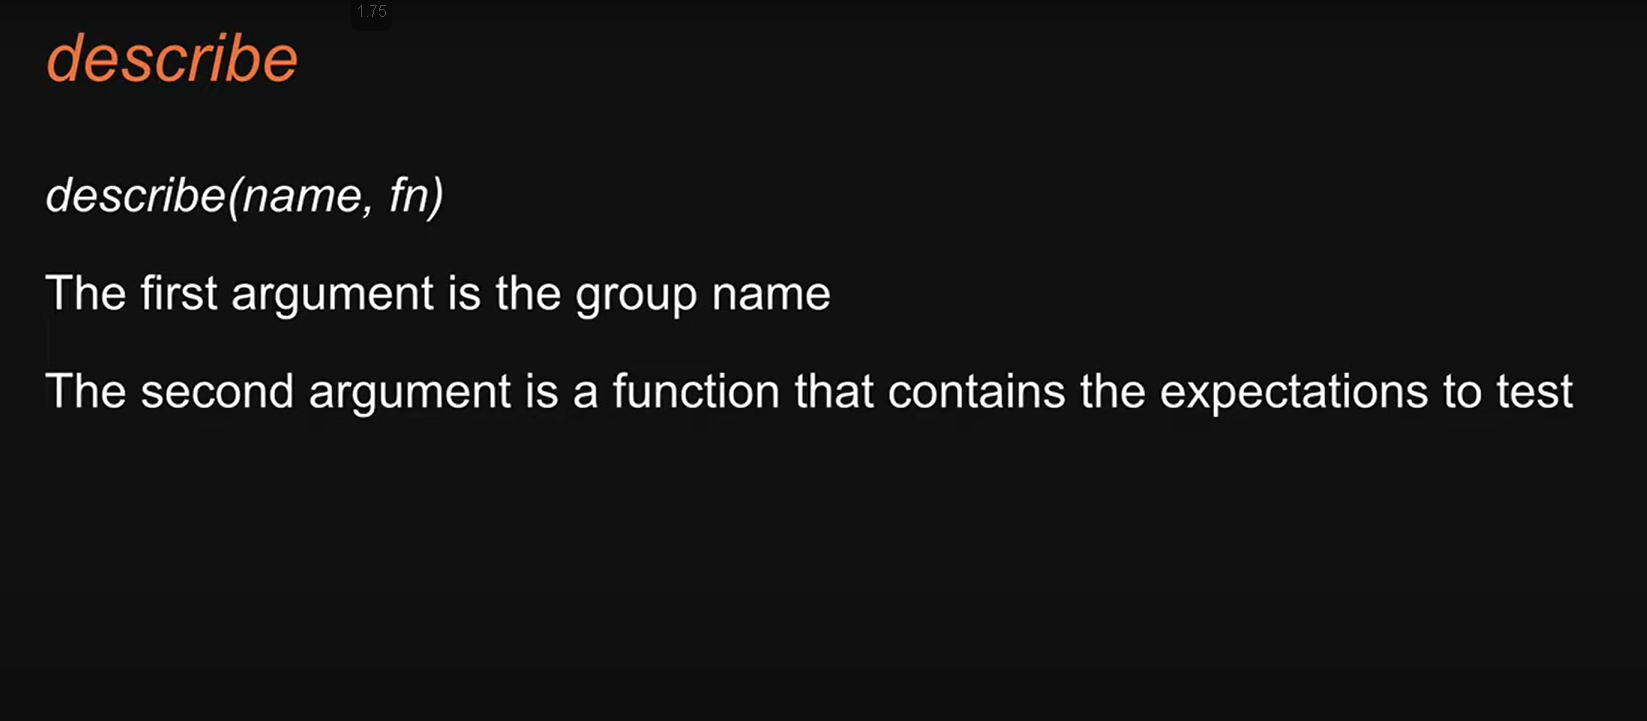 1.75
describe
describe(name, fn)
The first argument is the group name
The second argument is a function that contains the expectations to test